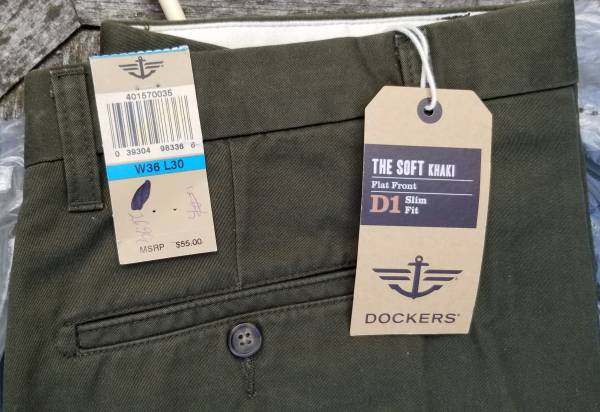 401570035
0 39304 98336 6
W36 L30
MSRP $55.00
THE SOFT KHAKI
Flat Front
D1 Slim
Fit
DOCKERS®